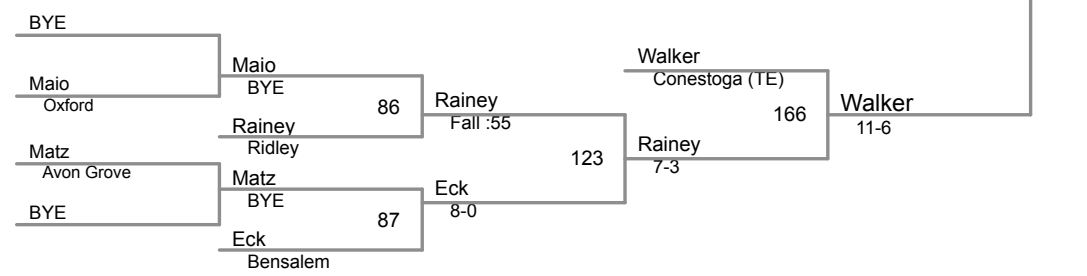 BYE
Maio
Oxford
Matz
Avon Grove
BYE
Maio
BYE
86
Rainey
Ridley
Matz
BYE
87
Eck
Bensalem
Rainey
Fall :55
123
Eck
8-0
Walker
Conestoga (TE)
166
Rainey
7-3
Walker
11-6